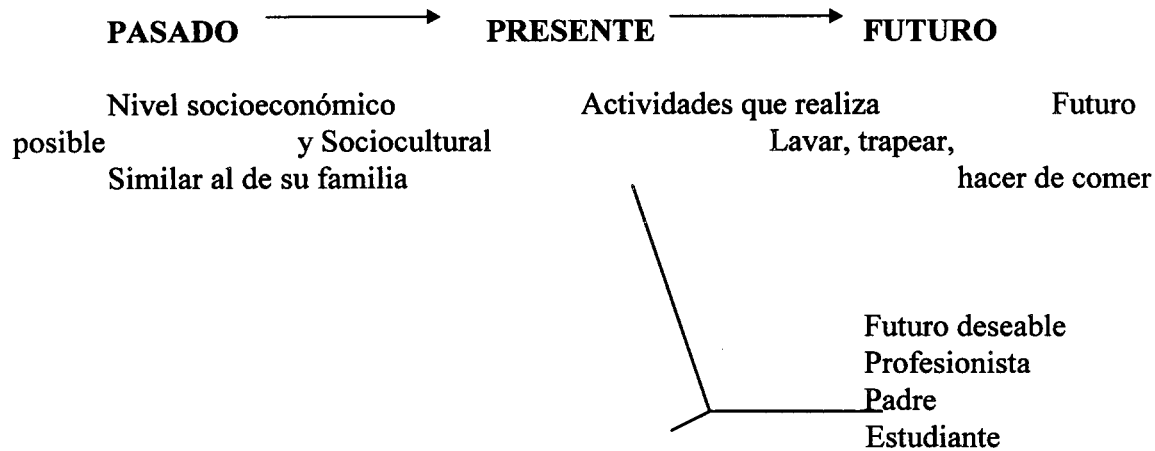 PASADO PRESENTE FUTURO
Nivel socioeconómico Actividades que realiza Futuro
posible y Sociocultural Lavar, trapear,
Similar al de su familia hacer de comer
Futuro deseable
Profesionista
Padre
Estudiante